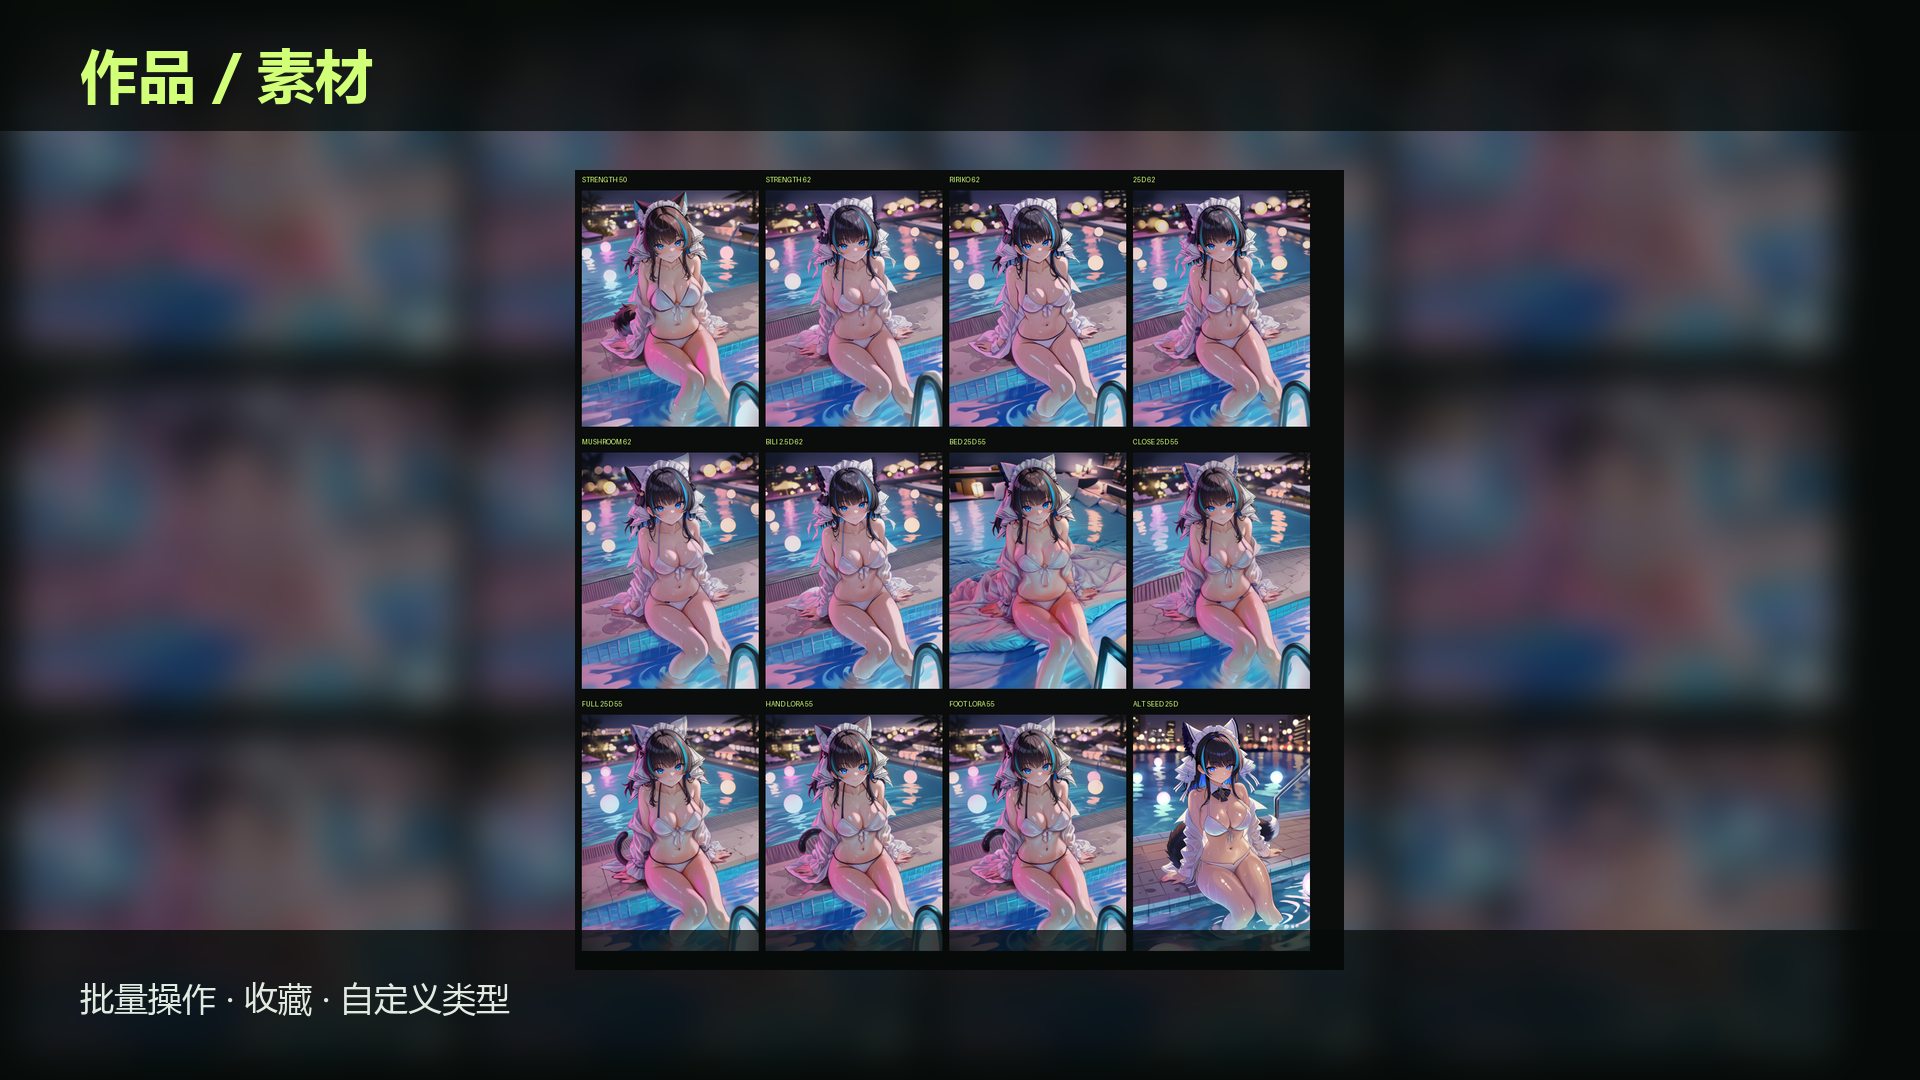 作品 / 素材
STRENGTH 50
STRENGTH 62
RIRIKO 62
25D 62
MUSHROOM 62
BILI 2.5D 62
BED 25D 55
CLOSE 25D 55
FULL 25D 55
HAND LORA 55
FOOT LORA 55
ALT SEED 25D
批量操作 · 收藏 · 自定义类型